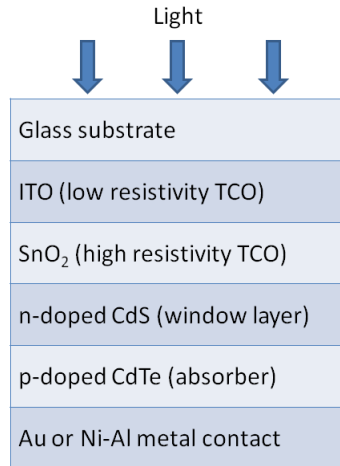 Light
Glass substrate
ITO (low resistivity TCO)
SnO₂ (high resistivity TCO)
n-doped CdS (window layer)
p-doped CdTe (absorber)
Au or Ni-Al metal contact